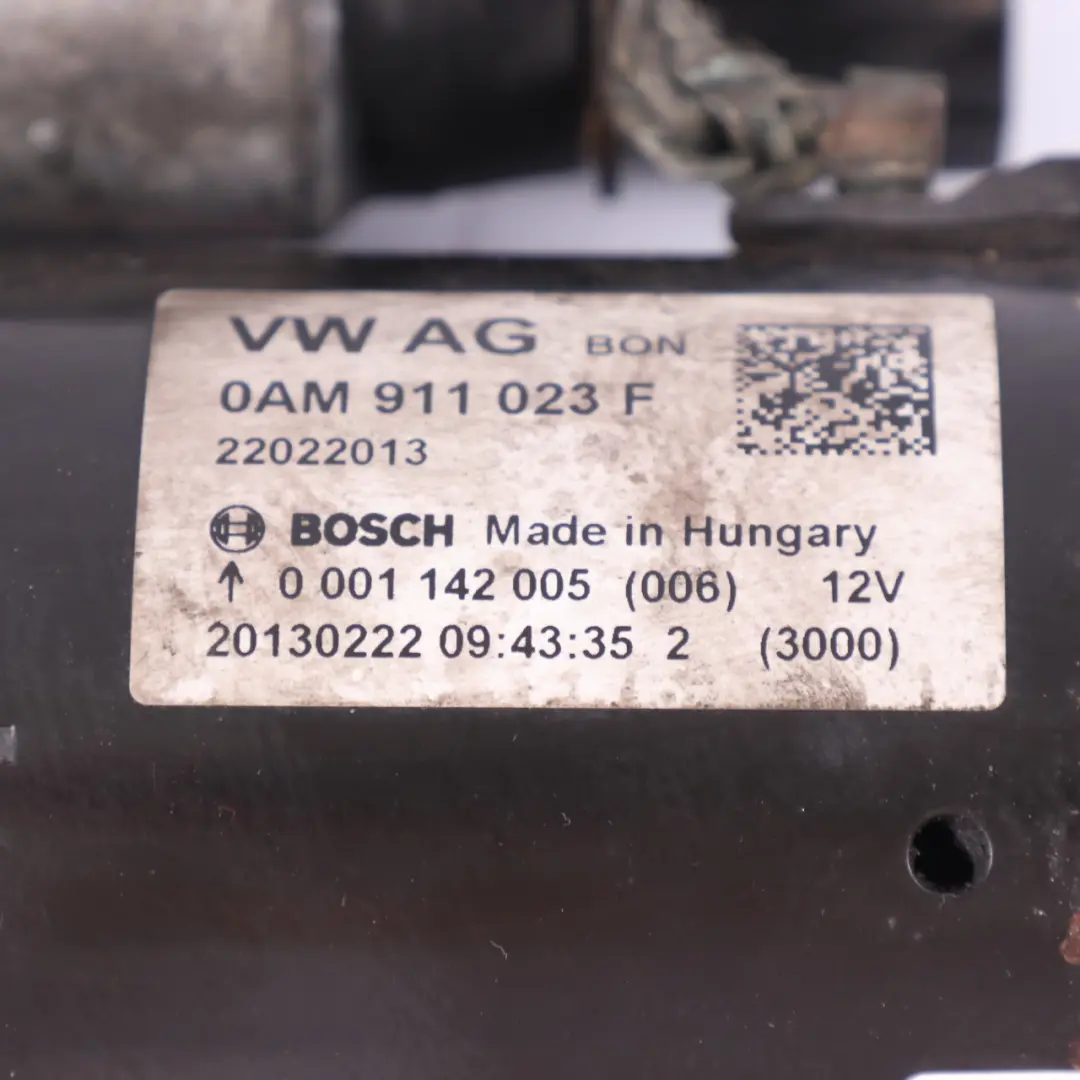 VW AG BON
0AM 911 023 F
22022013
BOSCH Made in Hungary
↑ 0 001 142 005 (006) 12V
20130222 09:43:35 2 (3000)